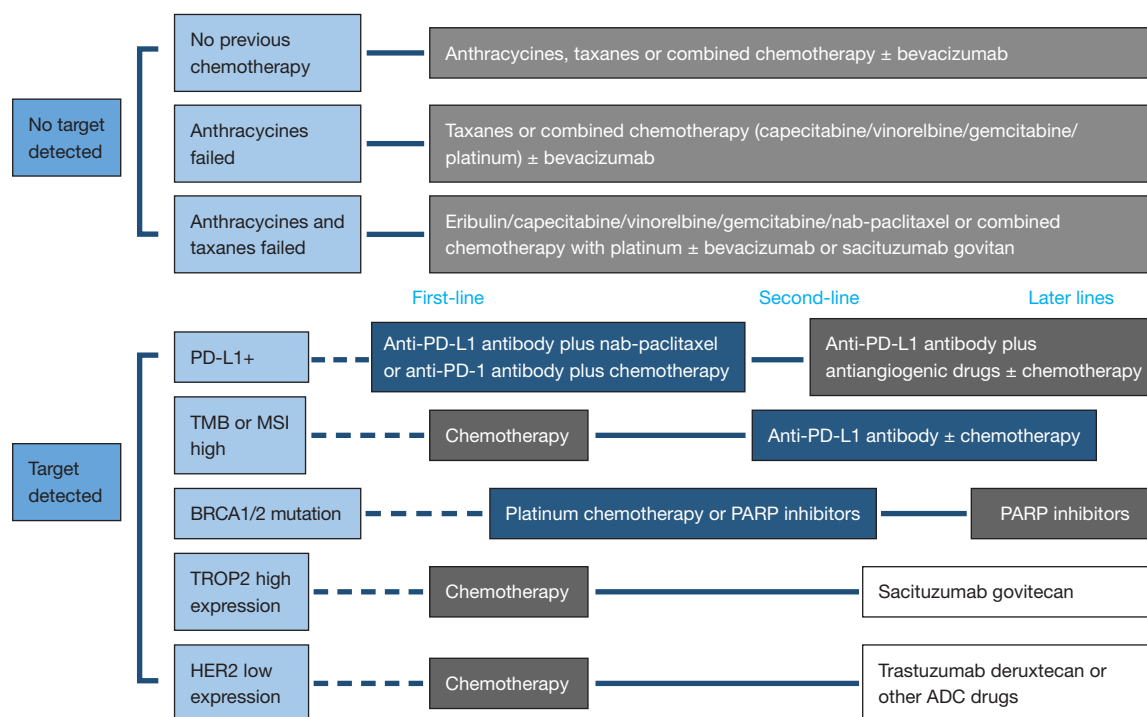 No previous
chemotherapy
Anthracycines, taxanes or combined chemotherapy ± bevacizumab
No target
detected
Anthracycines
failed
Taxanes or combined chemotherapy (capecitabine/vinorelbine/gemcitabine/
platinum) ± bevacizumab
Anthracycines and
taxanes failed
Eribulin/capecitabine/vinorelbine/gemcitabine/nab-paclitaxel or combined
chemotherapy with platinum ± bevacizumab or sacituzumab govitan
First-line
Second-line
Later lines
PD-L1+
Anti-PD-L1 antibody plus nab-paclitaxel
or anti-PD-1 antibody plus chemotherapy
Anti-PD-L1 antibody plus
antiangiogenic drugs ± chemotherapy
TMB or MSI
high
Chemotherapy
Anti-PD-L1 antibody ± chemotherapy
Target
detected
BRCA1/2 mutation
Platinum chemotherapy or PARP inhibitors
PARP inhibitors
TROP2 high
expression
Chemotherapy
Sacituzumab govitecan
HER2 low
expression
Chemotherapy
Trastuzumab deruxtecan or
other ADC drugs